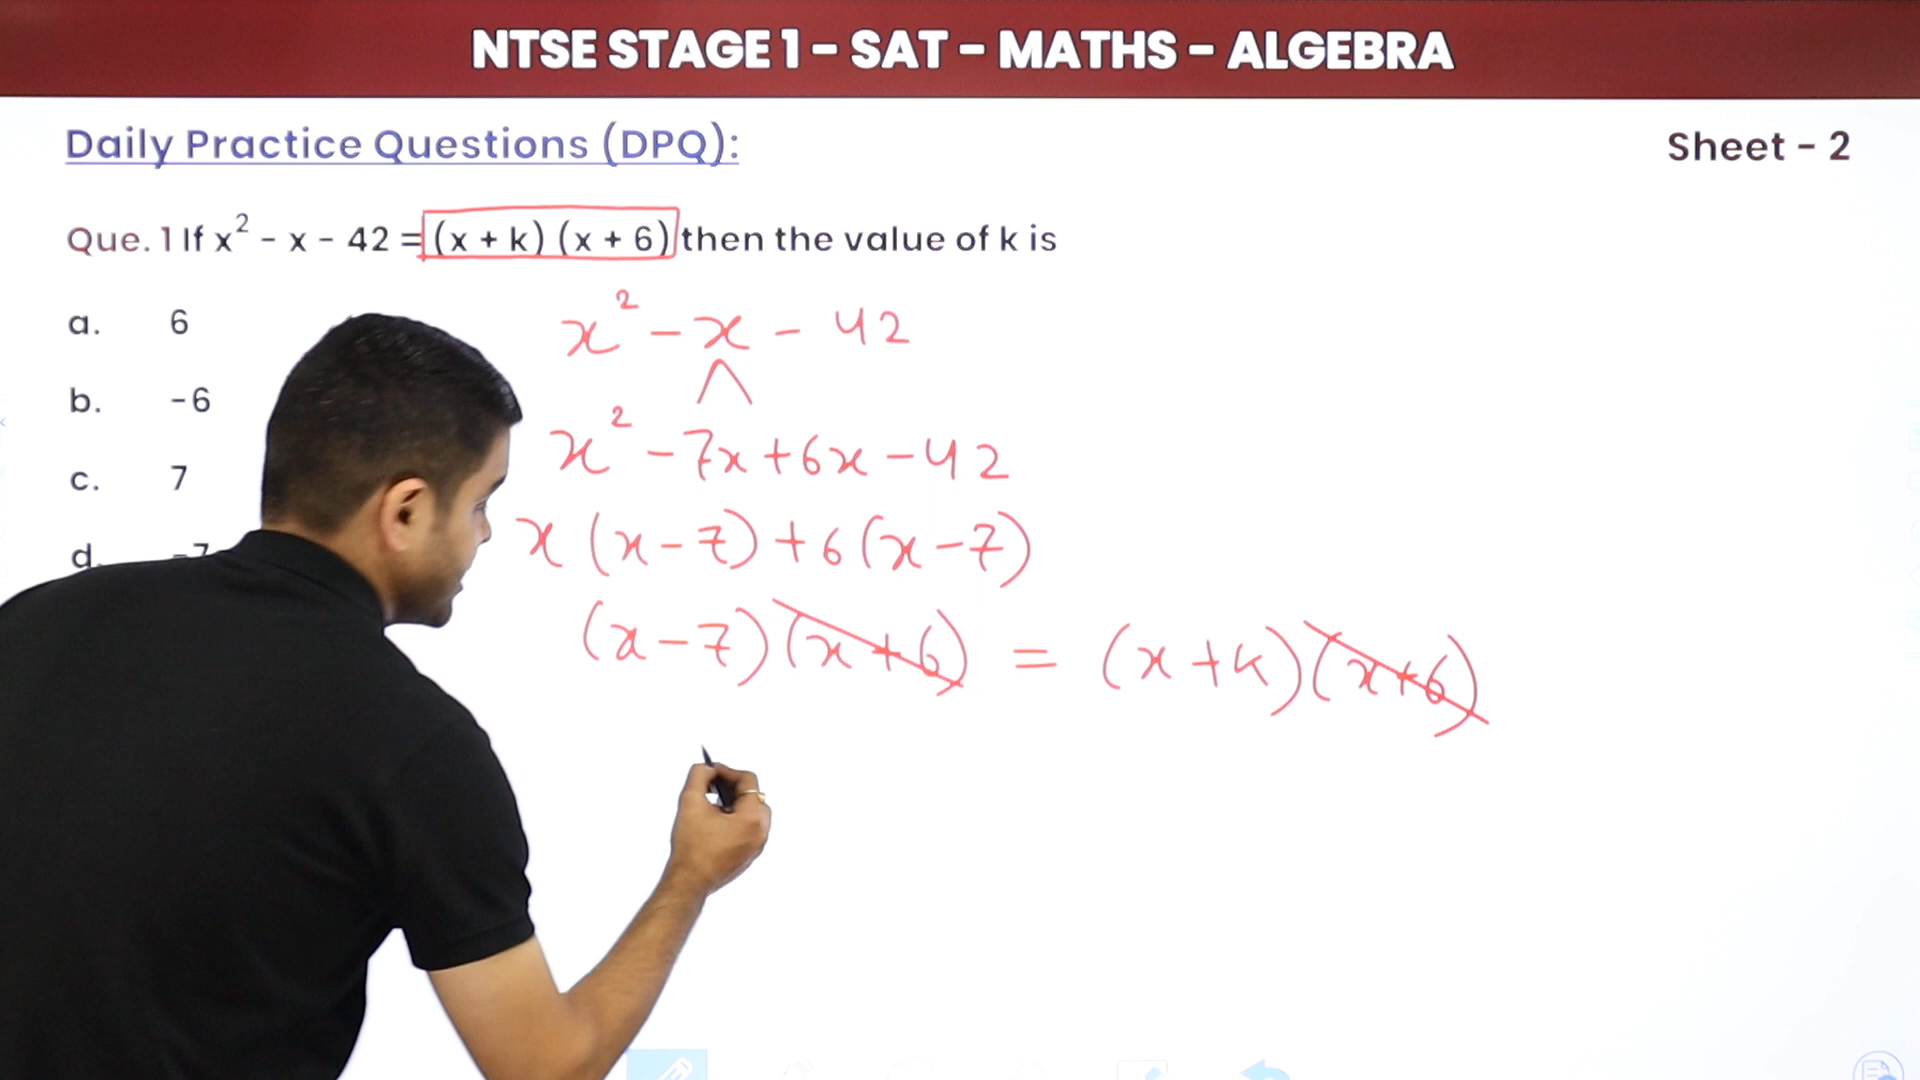 NTSE STAGE 1 - SAT - MATHS - ALGEBRA
Daily Practice Questions (DPQ):
Sheet - 2
Que. 1 If x² - x - 42 = (x + k) (x + 6) then the value of k is
a. 6
b. -6
c. 7
d. -7
x² - x - 42
x² - 7x + 6x - 42
x (x - 7) + 6 (x - 7)
(x - 7) (x + 6) = (x + k) (x + 6)